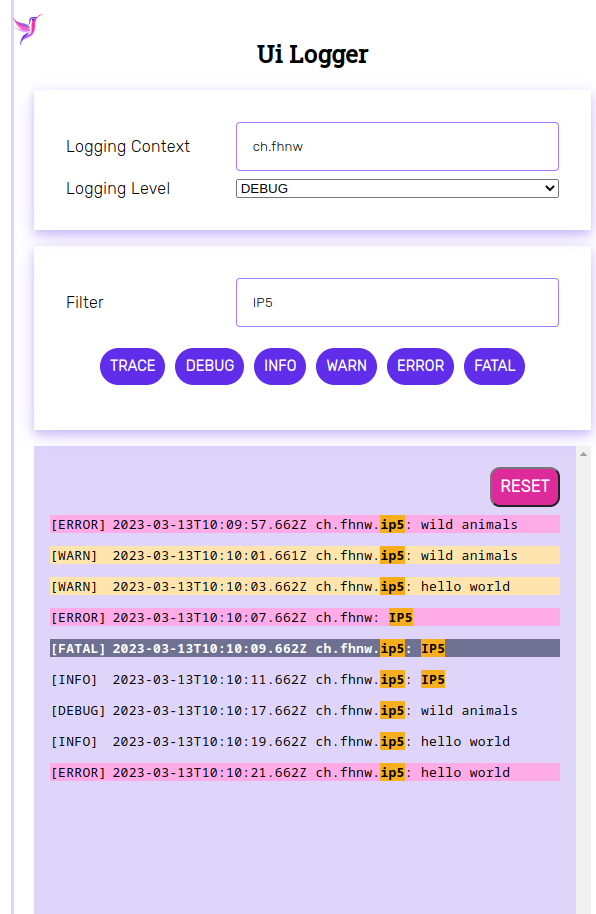 Ui Logger
Logging Context ch.fhnw
Logging Level DEBUG
Filter IP5
TRACE DEBUG INFO WARN ERROR FATAL
RESET
[ERROR] 2023-03-13T10:09:57.662Z ch.fhnw.ip5: wild animals
[WARN] 2023-03-13T10:10:01.661Z ch.fhnw.ip5: wild animals
[WARN] 2023-03-13T10:10:03.662Z ch.fhnw.ip5: hello world
[ERROR] 2023-03-13T10:10:07.662Z ch.fhnw: IP5
[FATAL] 2023-03-13T10:10:09.662Z ch.fhnw.ip5: IP5
[INFO] 2023-03-13T10:10:11.662Z ch.fhnw.ip5: IP5
[DEBUG] 2023-03-13T10:10:17.662Z ch.fhnw.ip5: wild animals
[INFO] 2023-03-13T10:10:19.662Z ch.fhnw.ip5: hello world
[ERROR] 2023-03-13T10:10:21.662Z ch.fhnw.ip5: hello world